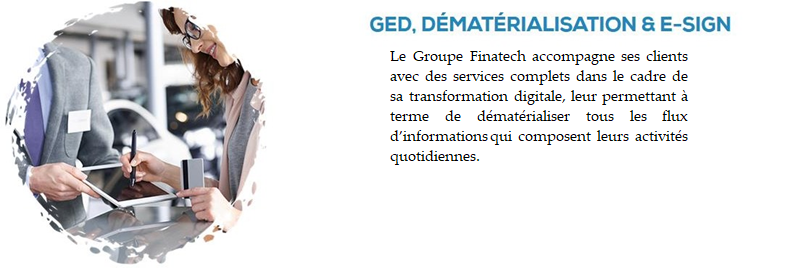 GED, DÉMATÉRIALISATION & E-SIGN
Le Groupe Finatech accompagne ses clients
avec des services complets dans le cadre de
sa transformation digitale, leur permettant à
terme de dématérialiser tous les flux
d’informations qui composent leurs activités
quotidiennes.